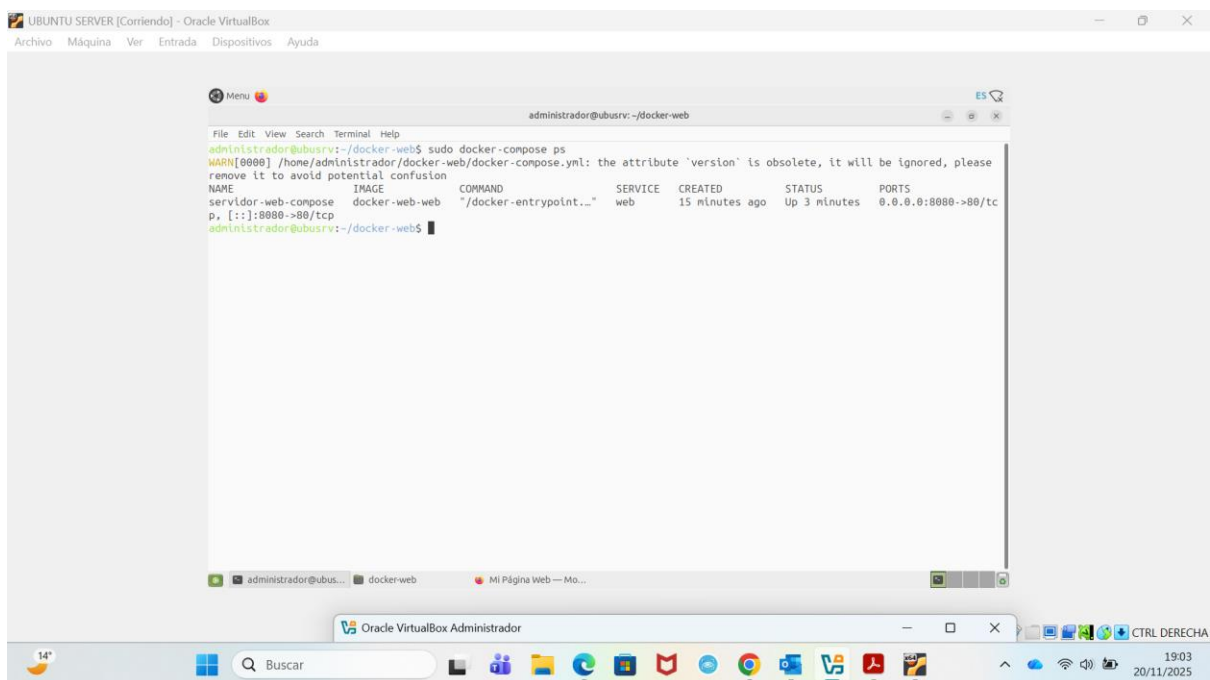 UBUNTU SERVER [Corriendo] - Oracle VirtualBox
Archivo Máquina Ver Entrada Dispositivos Ayuda
Menu ES
administrador@ubusrv: ~/docker-web
File Edit View Search Terminal Help
administrador@ubusrv:~/docker-web$ sudo docker-compose ps
WARN[0000] /home/administrador/docker-web/docker-compose.yml: the attribute `version` is obsolete, it will be ignored, please
remove it to avoid potential confusion
NAME IMAGE COMMAND SERVICE CREATED STATUS PORTS
servidor-web-compose docker-web-web "/docker-entrypoint.…" web 15 minutes ago Up 3 minutes 0.0.0.0:8080->80/tc
p, [::]:8080->80/tcp
administrador@ubusrv:~/docker-web$
administrador@ubus... docker-web Mi Página Web — Mo...
Oracle VirtualBox Administrador
CTRL DERECHA
14°
Buscar
19:03
20/11/2025